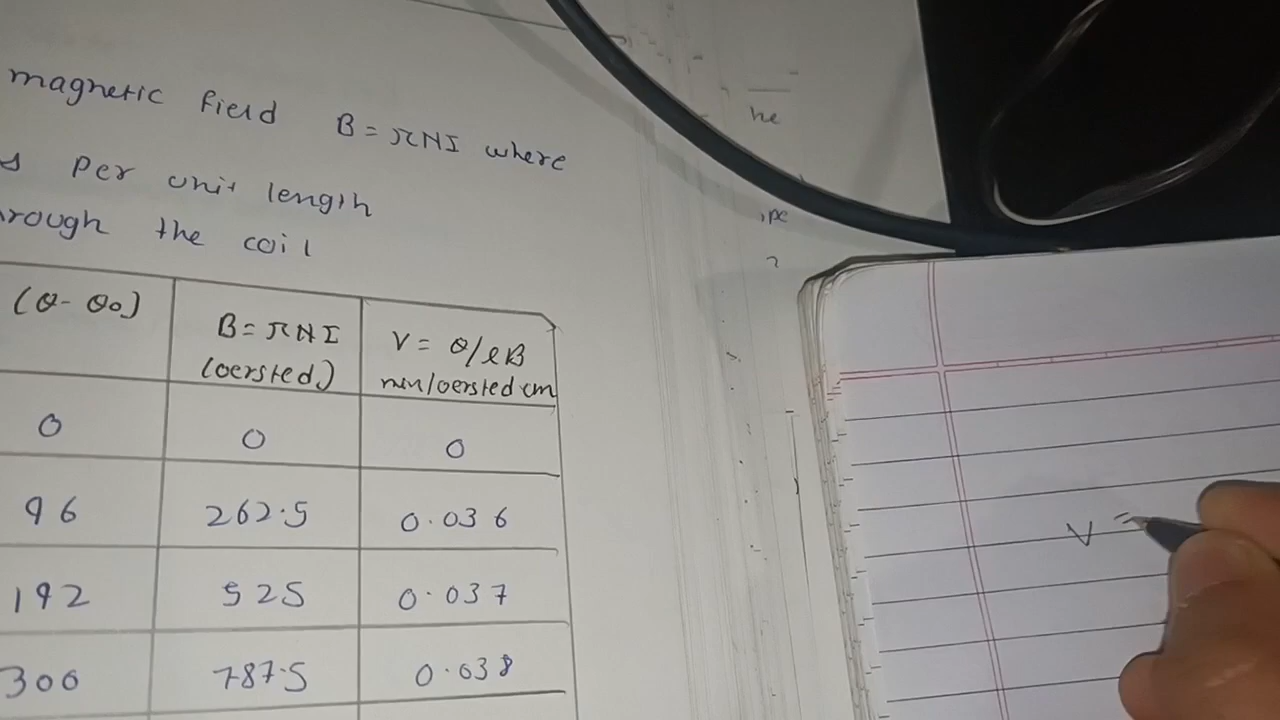 magnetic field B = πNI where
s per unit length
rough the coil
(θ-θ0) B = πNI (oersted) V = θ/lB min/oersted cm
0 0 0
96 262.5 0.036
192 525 0.037
300 787.5 0.038
he
V =